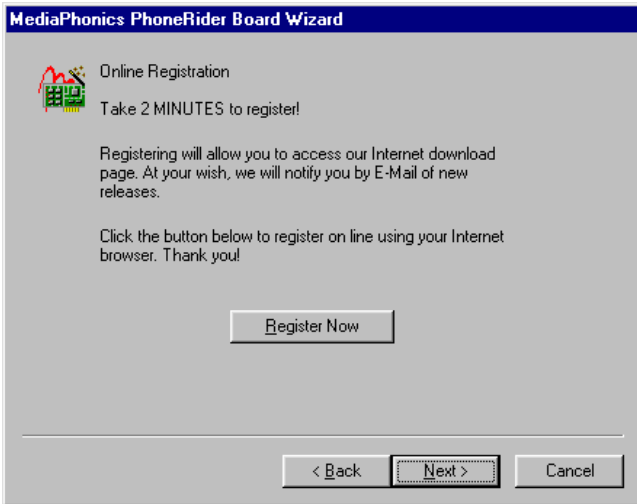 MediaPhonics PhoneRider Board Wizard
Online Registration
Take 2 MINUTES to register!
Registering will allow you to access our Internet download
page. At your wish, we will notify you by E-Mail of new
releases.
Click the button below to register on line using your Internet
browser. Thank you!
Register Now
< Back Next > Cancel